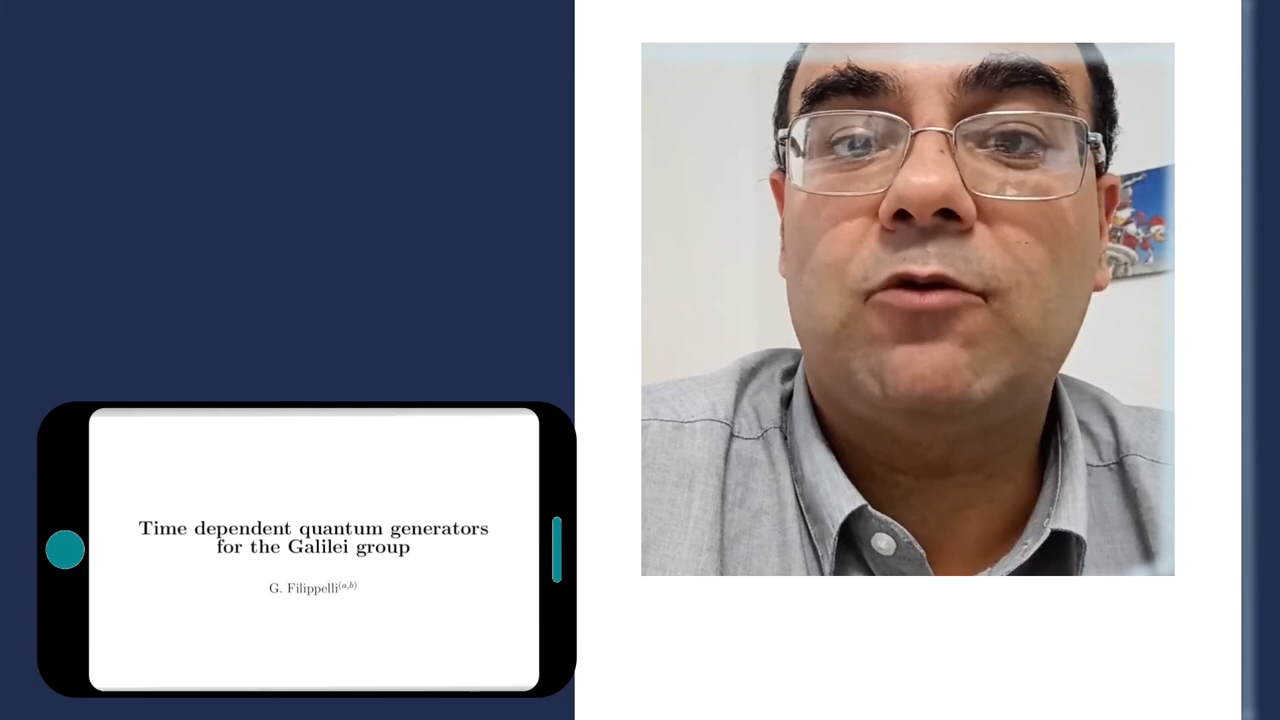 Time dependent quantum generators
for the Galilei group
G. Filippelli(a,b)